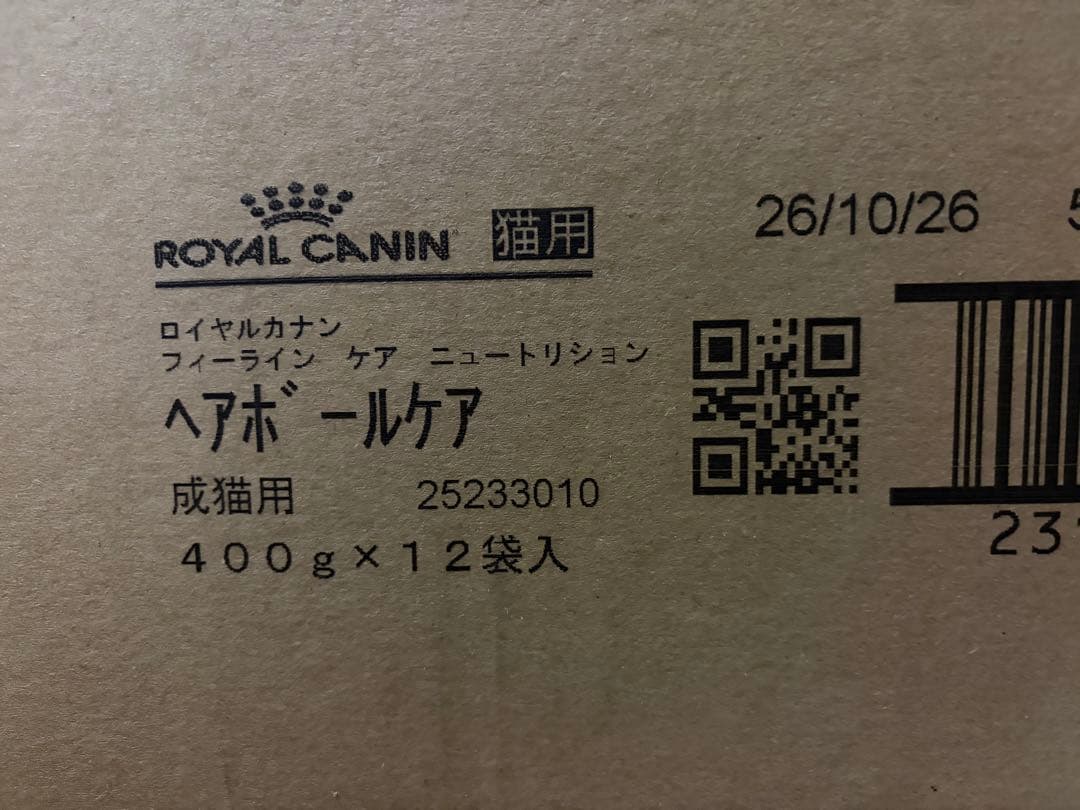 ROYAL CANIN 猫用
26/10/26 5
ロイヤルカナン
フィーライン ケア ニュートリション
ヘアボールケア
成猫用 25233010
400g×12袋入
23